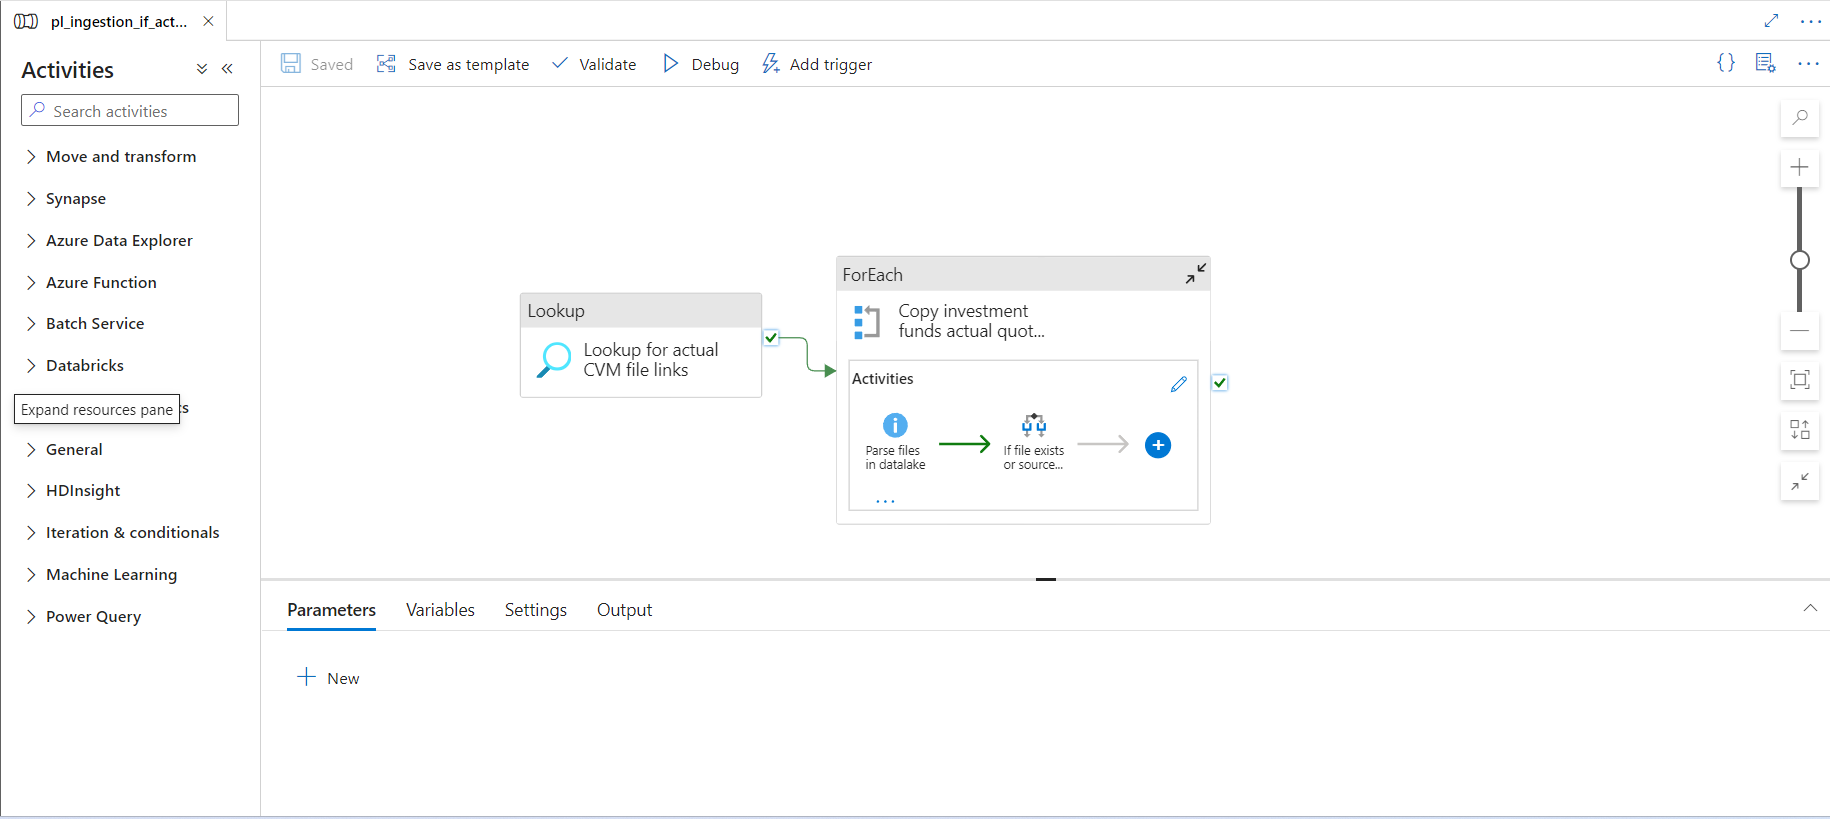 pl_ingestion_if_act...
Activities
Saved
Save as template
Validate
Debug
Add trigger
Search activities
Move and transform
Synapse
Azure Data Explorer
Azure Function
Batch Service
Databricks
Expand resources pane
General
HDInsight
Iteration & conditionals
Machine Learning
Power Query
Lookup
Lookup for actual
CVM file links
ForEach
Copy investment
funds actual quot...
Activities
Parse files
in datalake
If file exists
or source...
Parameters
Variables
Settings
Output
New